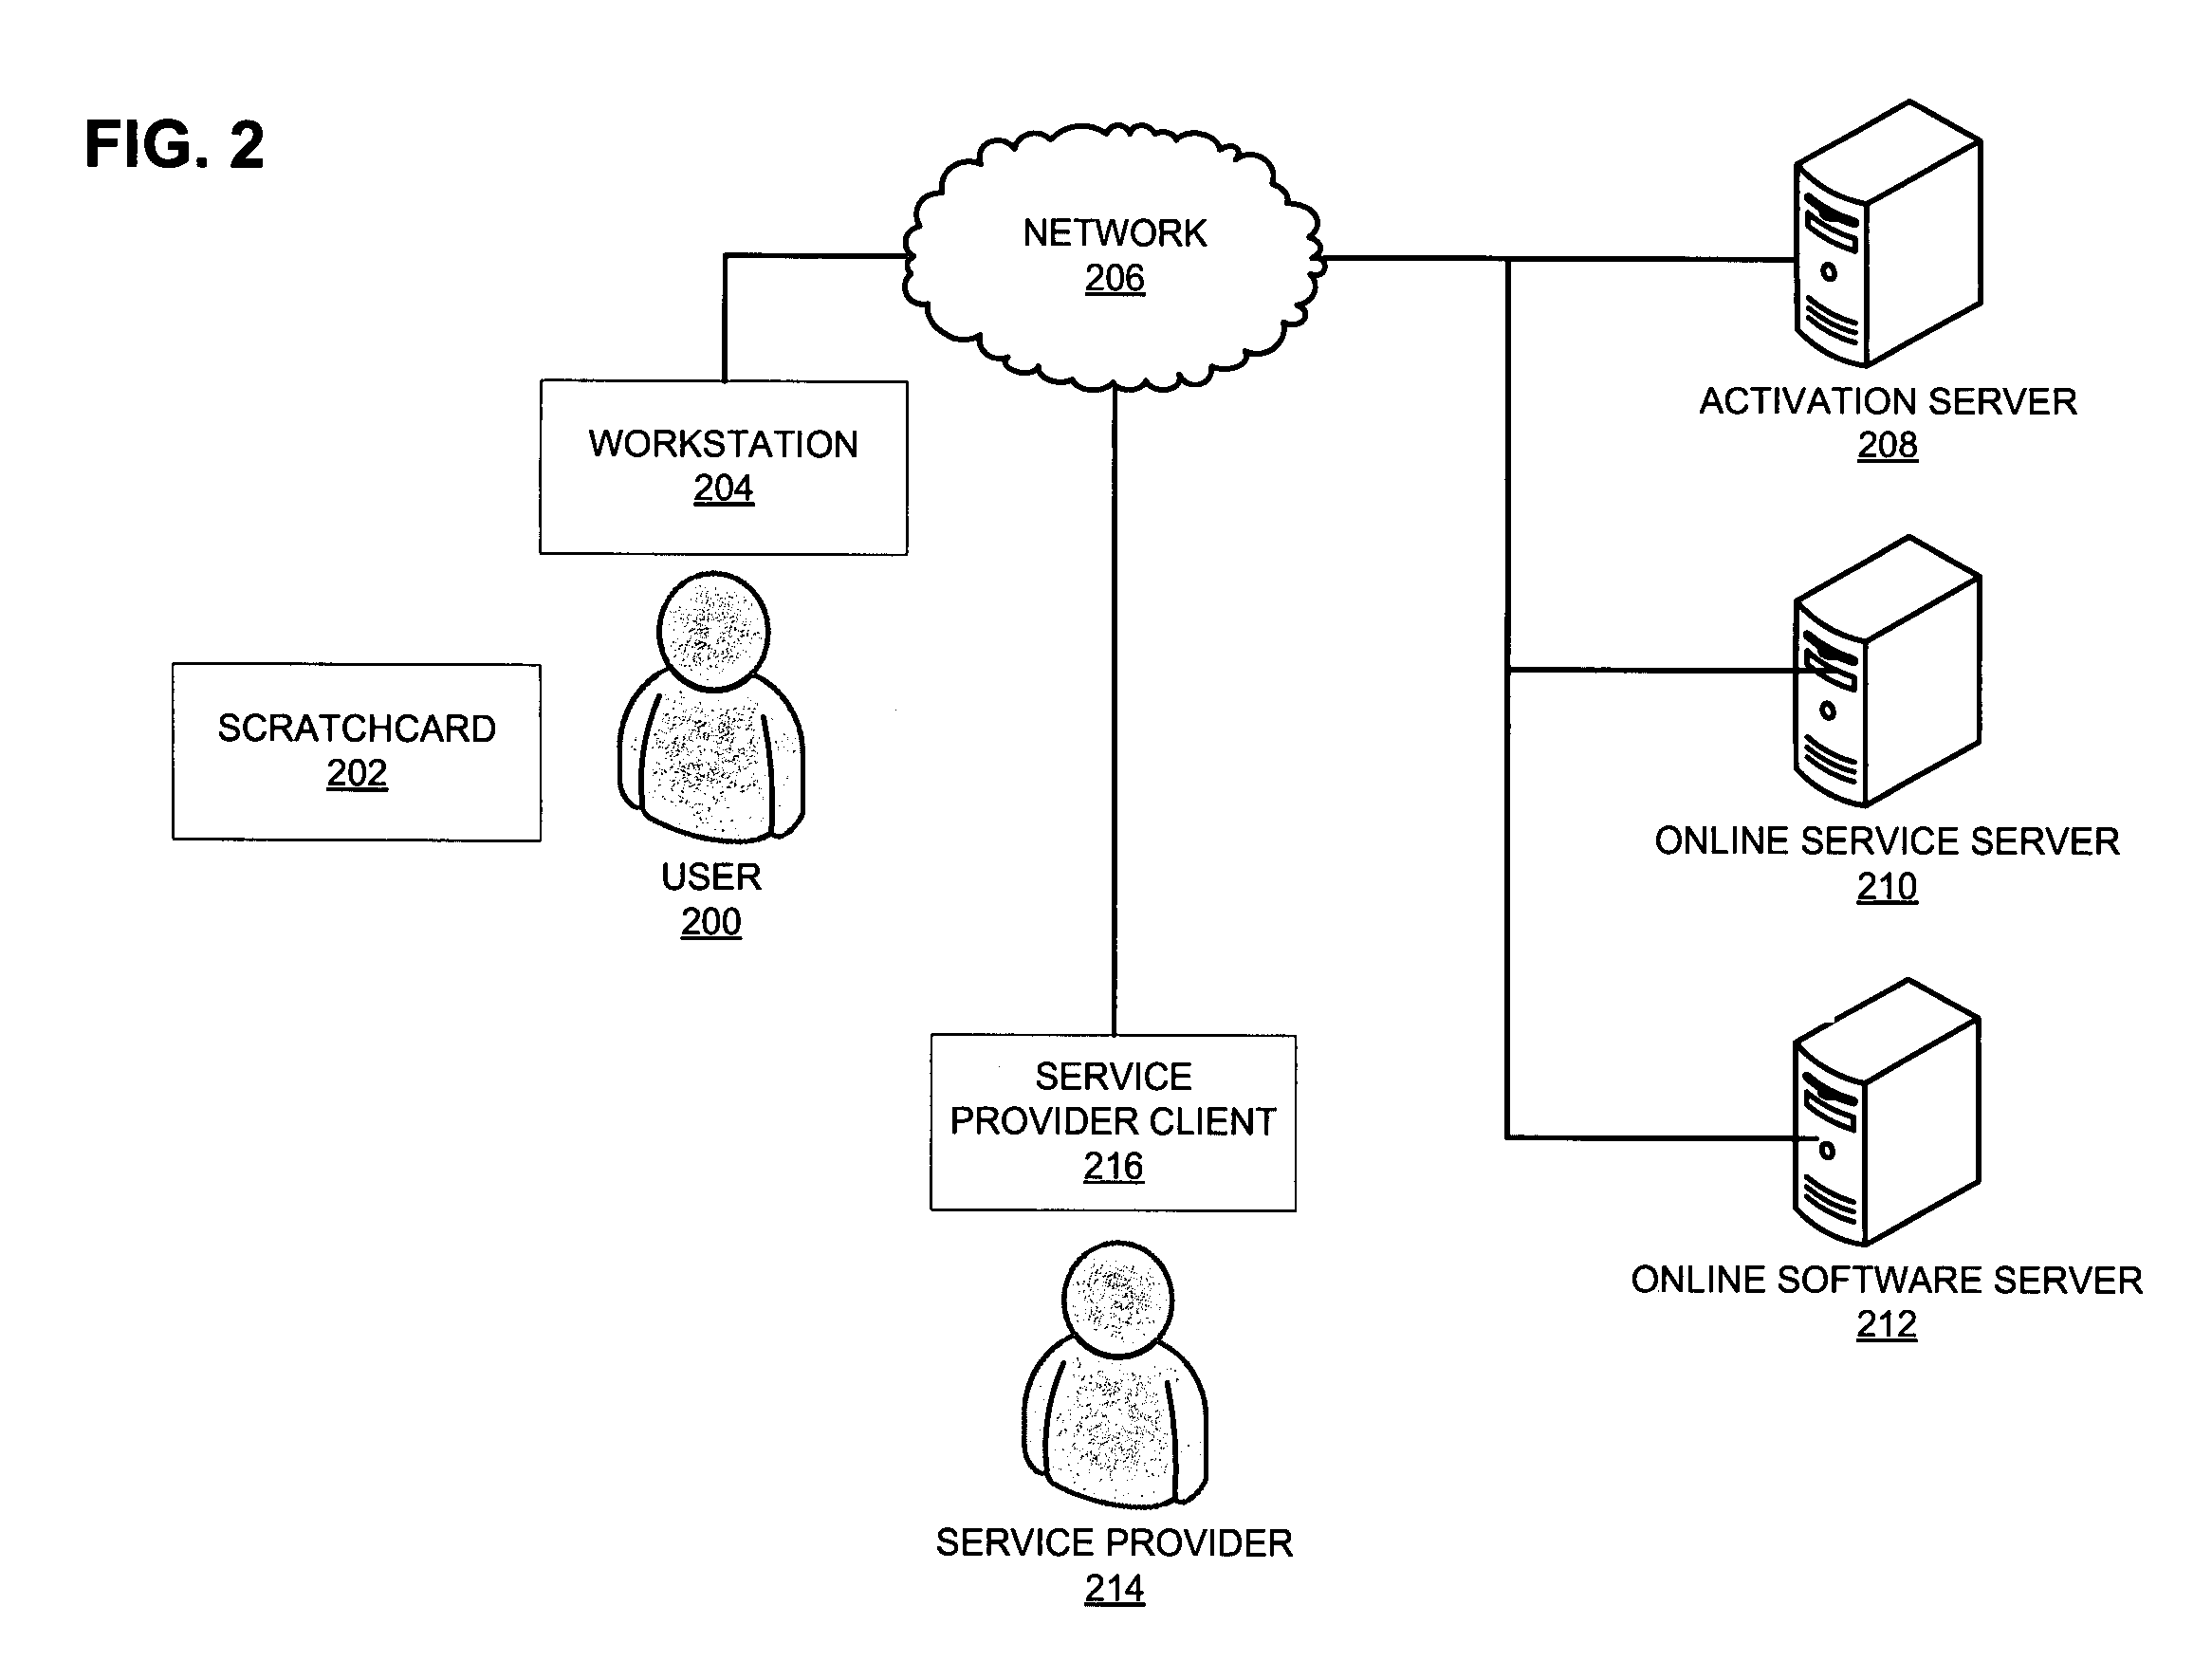 FIG. 2
NETWORK
206
WORKSTATION
204
SCRATCHCARD
202
USER
200
SERVICE
PROVIDER CLIENT
216
SERVICE PROVIDER
214
ACTIVATION SERVER
208
ONLINE SERVICE SERVER
210
ONLINE SOFTWARE SERVER
212